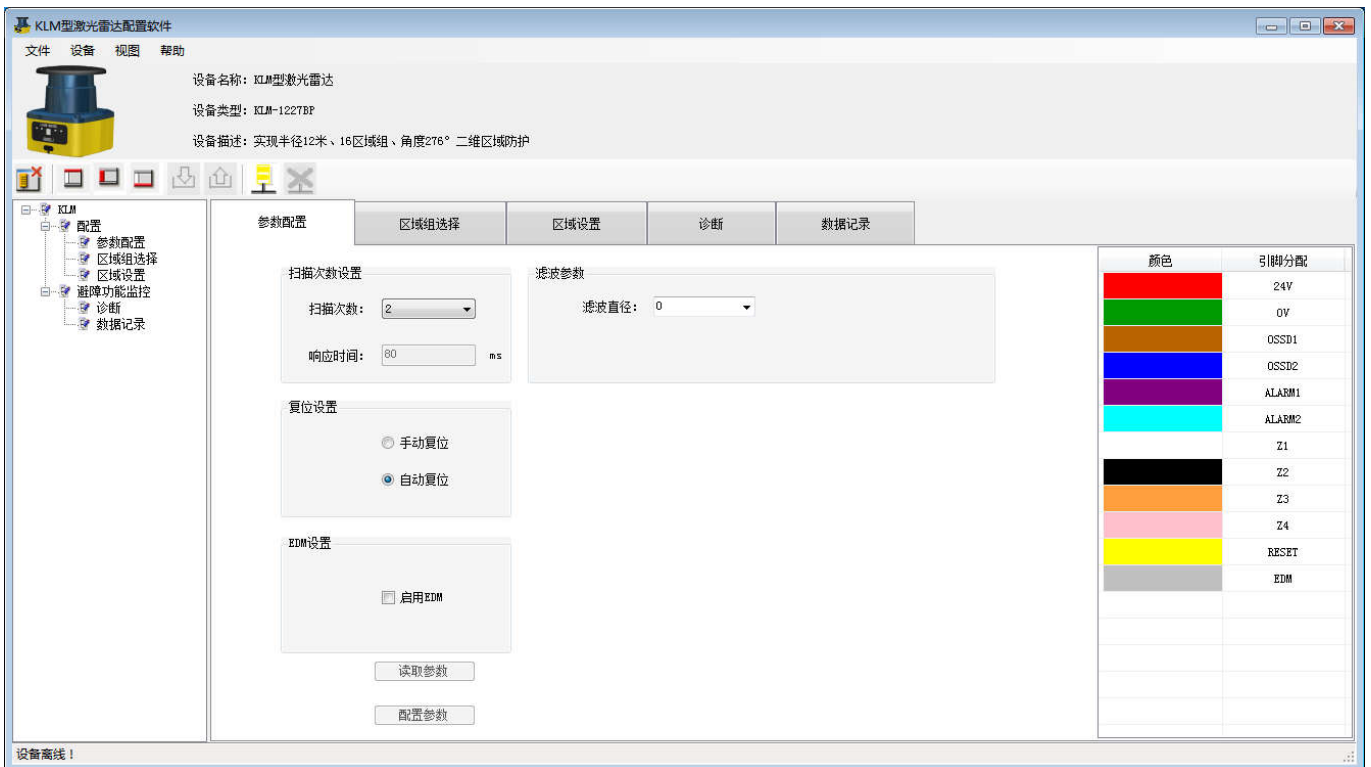 KLM型激光雷达配置软件
文件 设备 视图 帮助
设备名称: KLM型激光雷达
设备类型: KLM-1227BP
设备描述: 实现半径12米、16区域组、角度276° 二维区域防护
KLM
配置
参数配置
区域组选择
区域设置
避障功能监控
诊断
数据记录
参数配置 区域组选择 区域设置 诊断 数据记录
扫描次数设置
扫描次数: 2
响应时间: 80 ms
滤波参数
滤波直径: 0
复位设置
手动复位
自动复位
EDM设置
启用EDM
读取参数
配置参数
颜色 引脚分配
24V
0V
OSSD1
OSSD2
ALARM1
ALARM2
Z1
Z2
Z3
Z4
RESET
EDM
设备离线！